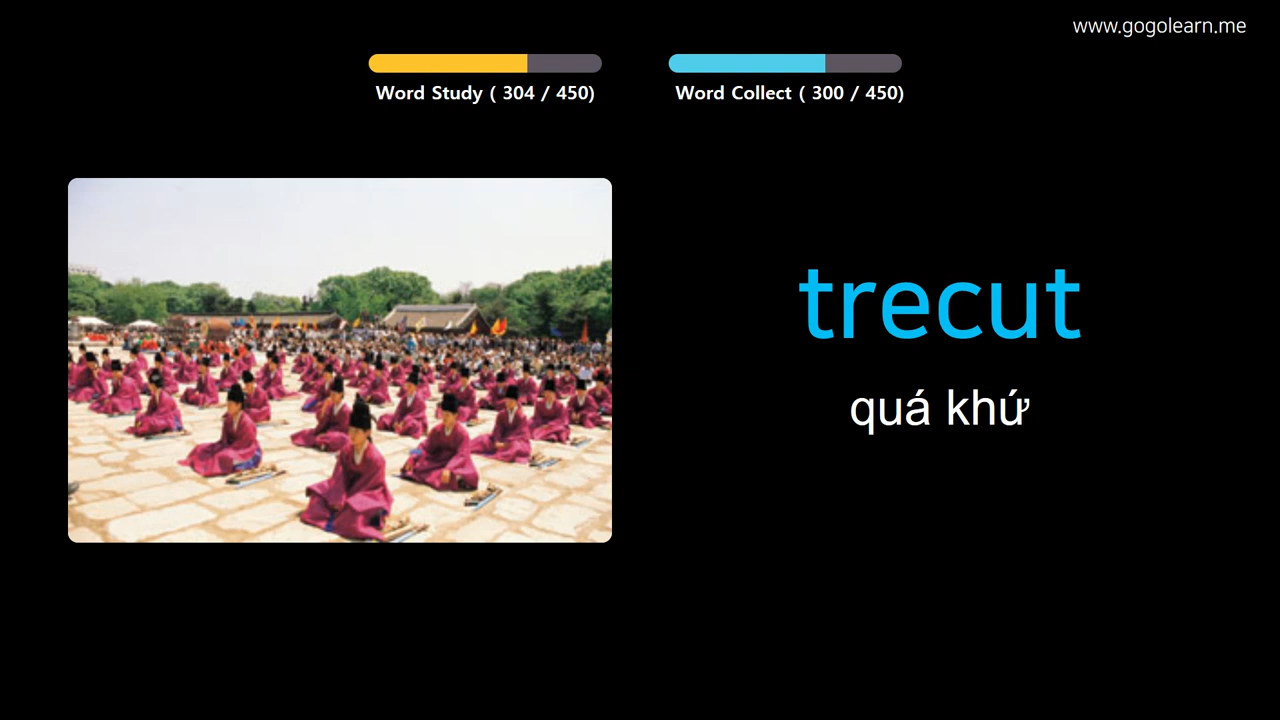 www.gogolearn.me
Word Study ( 304 / 450)
Word Collect ( 300 / 450)
trecut
quá khứ